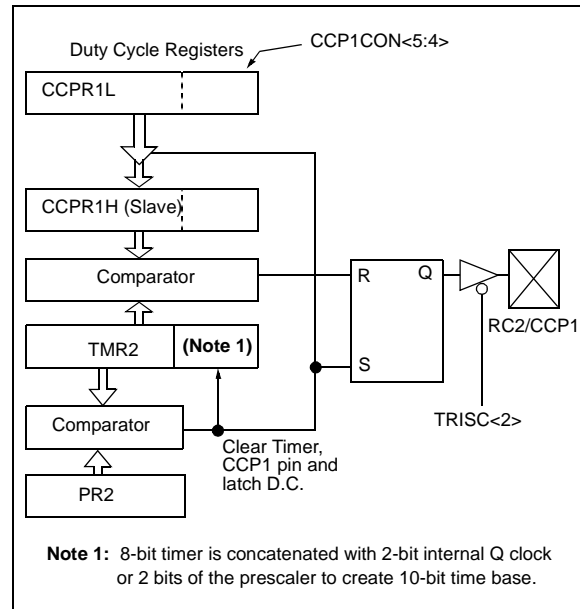 Duty Cycle Registers
CCP1CON<5:4>
CCPR1L
CCPR1H (Slave)
Comparator
R
Q
RC2/CCP1
TMR2
(Note 1)
S
TRISC<2>
Comparator
Clear Timer,
CCP1 pin and
latch D.C.
PR2
Note 1: 8-bit timer is concatenated with 2-bit internal Q clock
or 2 bits of the prescaler to create 10-bit time base.